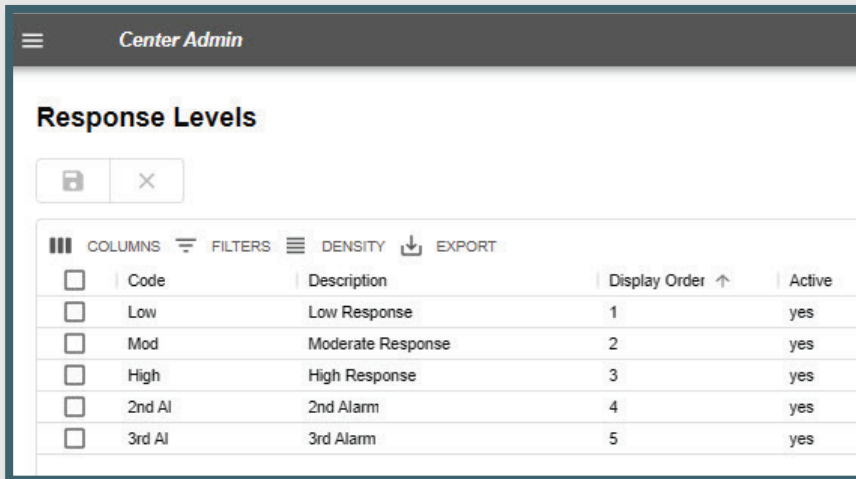 Center Admin
Response Levels
COLUMNS FILTERS DENSITY EXPORT
Code Description Display Order Active
Low Low Response 1 yes
Mod Moderate Response 2 yes
High High Response 3 yes
2nd Al 2nd Alarm 4 yes
3rd Al 3rd Alarm 5 yes